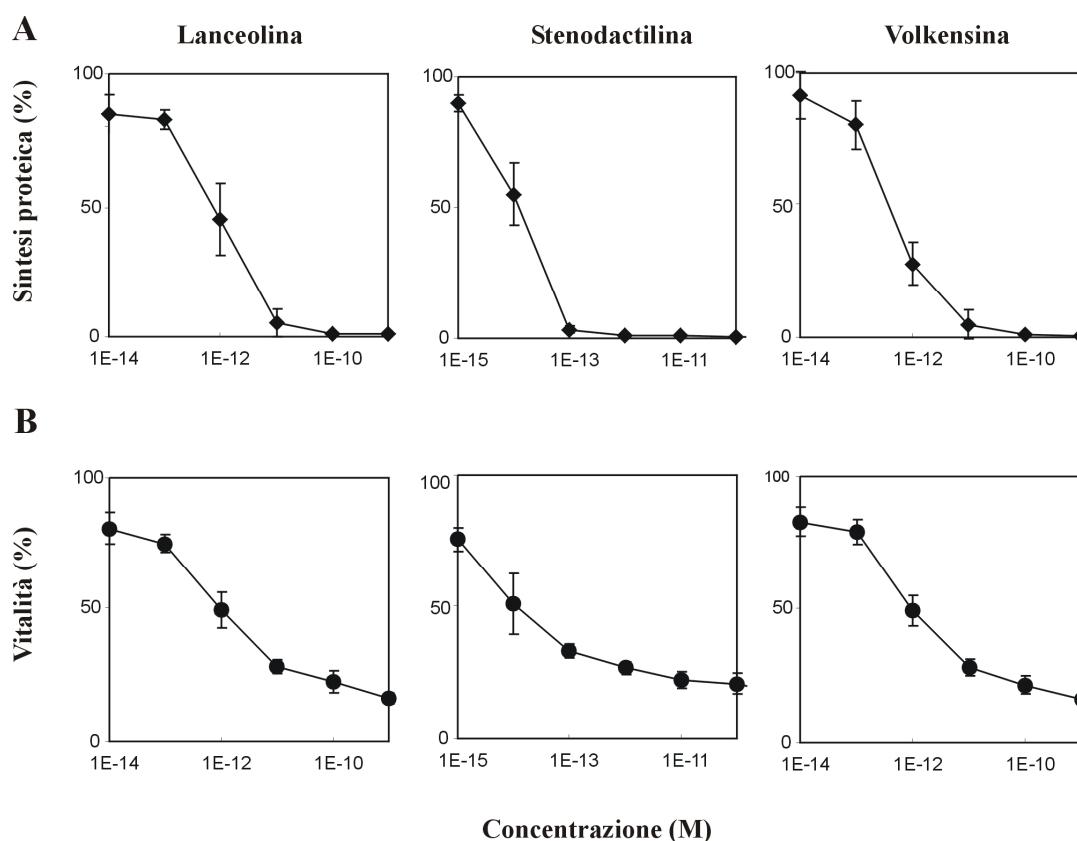 A
Lanceolina Stenodactilina Volkensina
Sintesi proteica (%)
100 100 100
50 50 50
0 0 0
1E-14 1E-12 1E-10 1E-15 1E-13 1E-11 1E-14 1E-12 1E-10
B
Vitalità (%)
100 100 100
50 50 50
0 0 0
1E-14 1E-12 1E-10 1E-15 1E-13 1E-11 1E-14 1E-12 1E-10
Concentrazione (M)